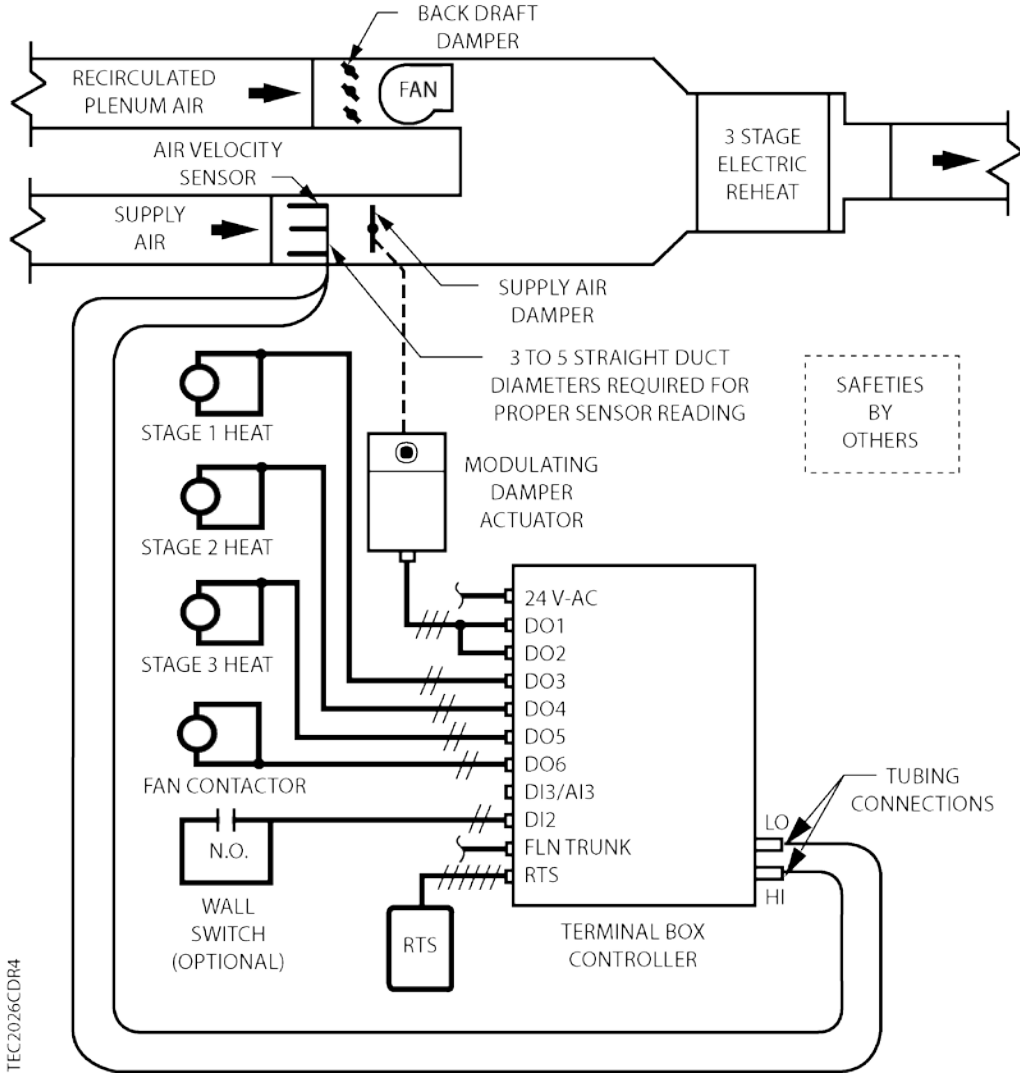 BACK DRAFT
DAMPER
RECIRCULATED
PLENUM AIR
FAN
AIR VELOCITY
SENSOR
3 STAGE
ELECTRIC
REHEAT
SUPPLY
AIR
SUPPLY AIR
DAMPER
3 TO 5 STRAIGHT DUCT
DIAMETERS REQUIRED FOR
PROPER SENSOR READING
SAFETIES
BY
OTHERS
STAGE 1 HEAT
MODULATING
DAMPER
ACTUATOR
STAGE 2 HEAT
STAGE 3 HEAT
FAN CONTACTOR
24 V-AC
DO1
DO2
DO3
DO4
DO5
DO6
DI3/AI3
DI2
FLN TRUNK
RTS
TUBING
CONNECTIONS
LO
HI
N.O.
WALL
SWITCH
(OPTIONAL)
RTS
TERMINAL BOX
CONTROLLER
TEC2026CDR4